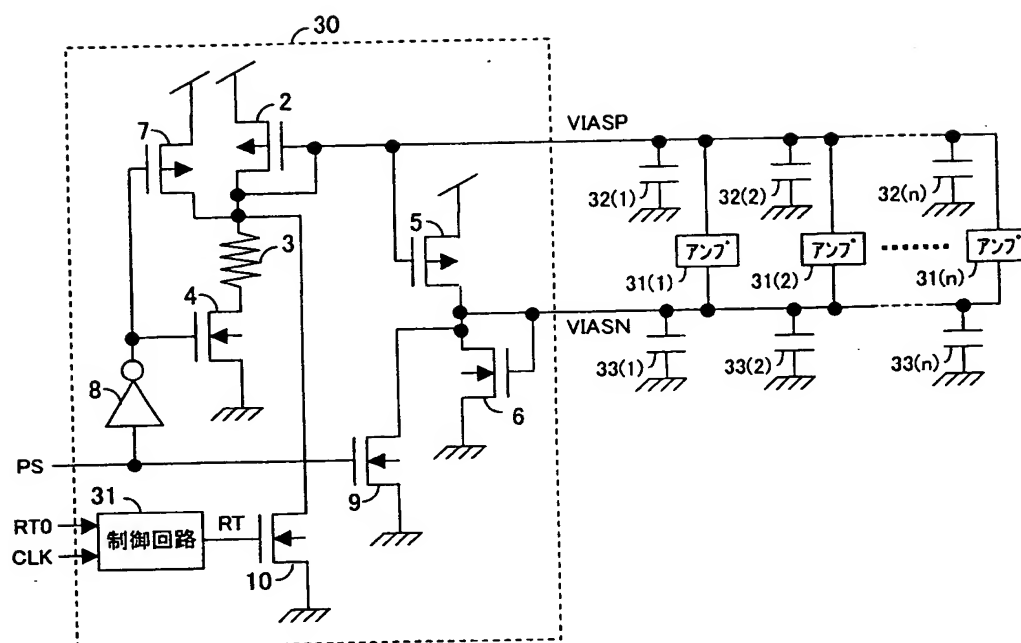 30
7
2
VIASP
32(1)
32(2)
32(n)
5
3
アンプ
アンプ
アンプ
31(1)
31(2)
31(n)
4
VIASN
33(1)
33(2)
33(n)
8
6
PS
9
31
RT0
制御回路
RT
CLK
10